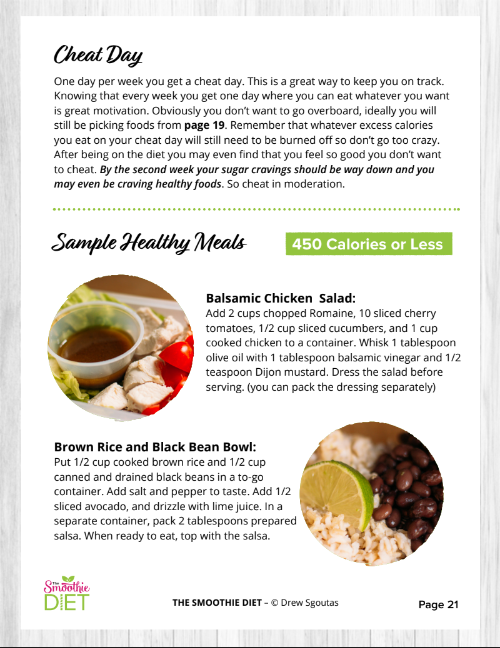 Cheat Day
One day per week you get a cheat day. This is a great way to keep you on track.
Knowing that every week you get one day where you can eat whatever you want
is great motivation. Obviously you don’t want to go overboard, ideally you will
still be picking foods from page 19. Remember that whatever excess calories
you eat on your cheat day will still need to be burned off so don’t go too crazy.
After being on the diet you may even find that you feel so good you don’t want
to cheat. By the second week your sugar cravings should be way down and you
may even be craving healthy foods. So cheat in moderation.
Sample Healthy Meals
450 Calories or Less
Balsamic Chicken Salad:
Add 2 cups chopped Romaine, 10 sliced cherry
tomatoes, 1/2 cup sliced cucumbers, and 1 cup
cooked chicken to a container. Whisk 1 tablespoon
olive oil with 1 tablespoon balsamic vinegar and 1/2
teaspoon Dijon mustard. Dress the salad before
serving. (you can pack the dressing separately)
Brown Rice and Black Bean Bowl:
Put 1/2 cup cooked brown rice and 1/2 cup
canned and drained black beans in a to-go
container. Add salt and pepper to taste. Add 1/2
sliced avocado, and drizzle with lime juice. In a
separate container, pack 2 tablespoons prepared
salsa. When ready to eat, top with the salsa.
The
Smoothie
DIET
THE SMOOTHIE DIET – © Drew Sgoutas
Page 21